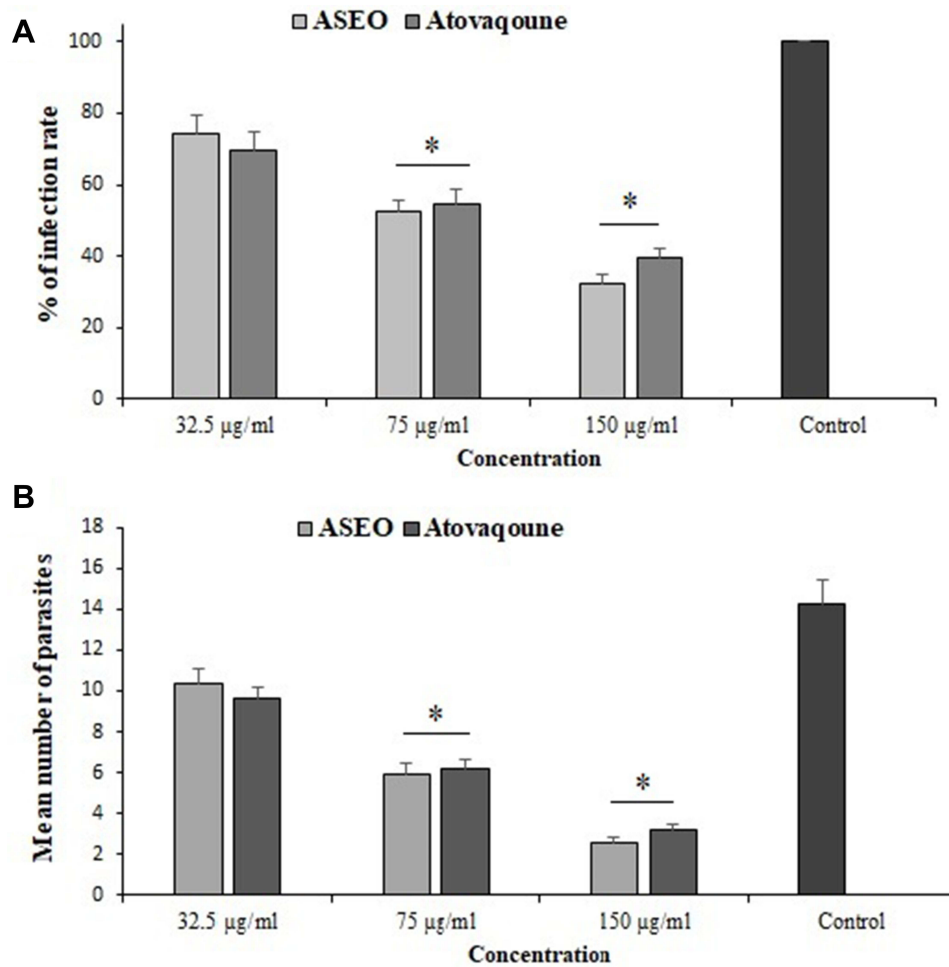 A
ASEO Atovaqoune
% of infection rate
100
80
60
40
20
0
*
*
32.5 µg/ml 75 µg/ml 150 µg/ml Control
Concentration
B
ASEO Atovaqoune
Mean number of parasites
18
16
14
12
10
8
6
4
2
0
*
*
32.5 µg/ml 75 µg/ml 150 µg/ml Control
Concentration